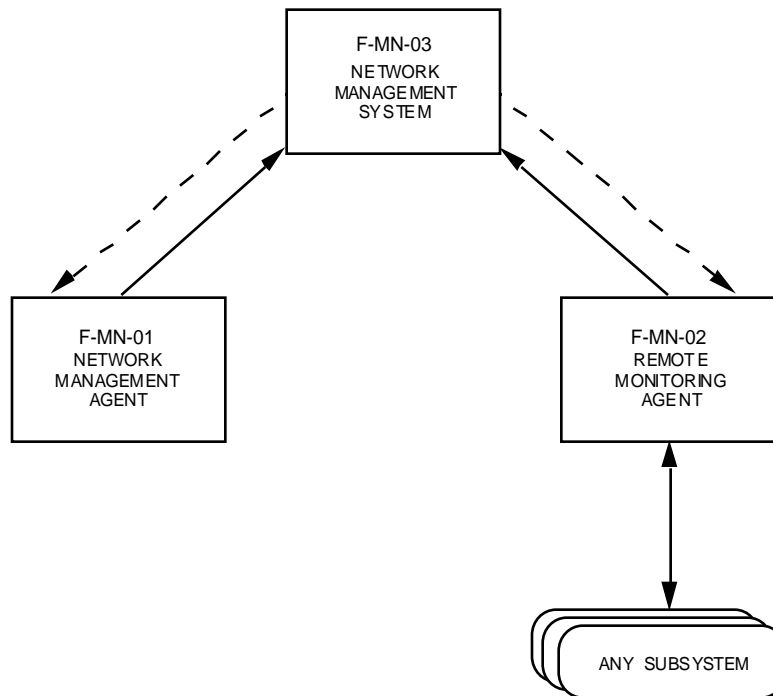 F-MN-03
NETWORK
MANAGEMENT
SYSTEM
F-MN-01
NETWORK
MANAGEMENT
AGENT
F-MN-02
REMOTE
MONITORING
AGENT
ANY SUBSYSTEM